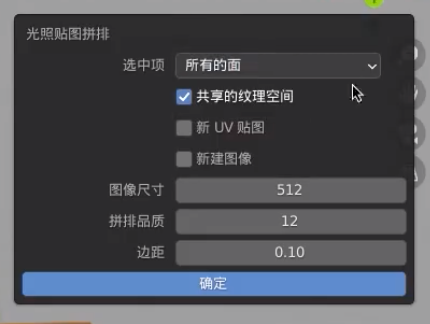 光照贴图拼排
选中项 所有的面
共享的纹理空间
新 UV 贴图
新建图像
图像尺寸 512
拼排品质 12
边距 0.10
确定